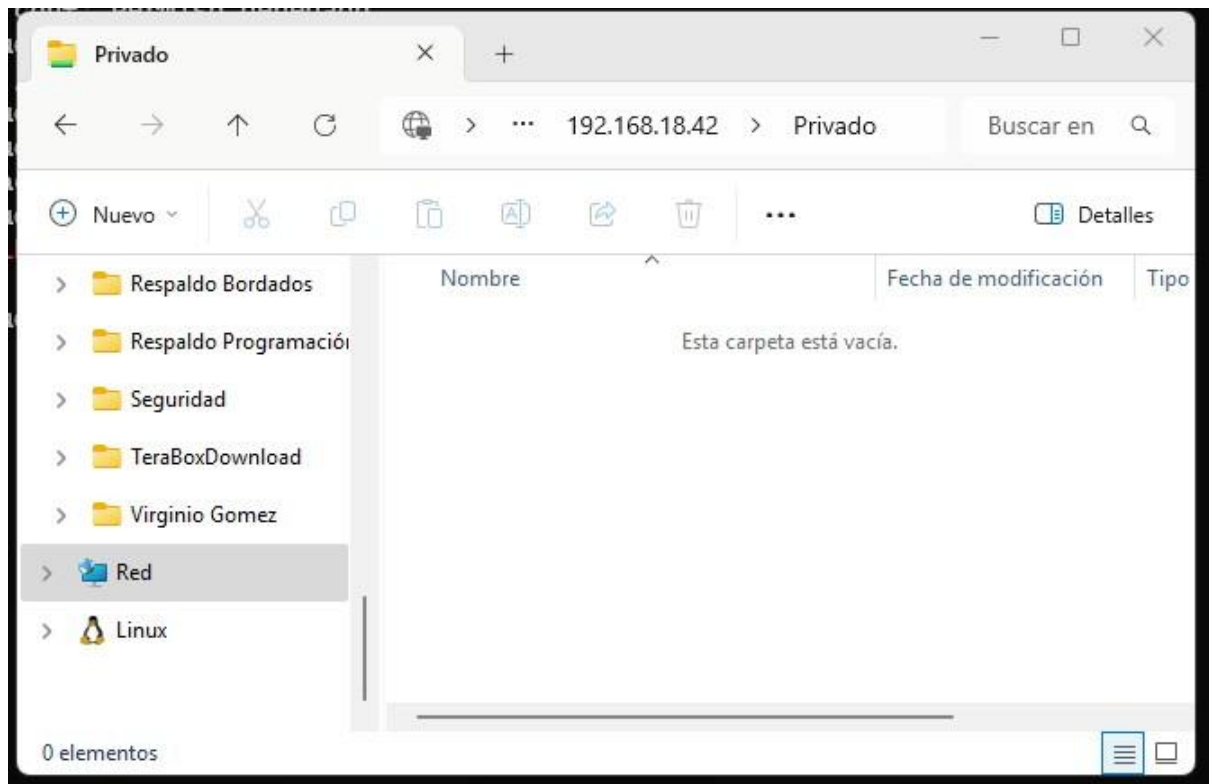 Privado
192.168.18.42 > Privado
Buscar en
Nuevo
Detalles
Respaldo Bordados
Respaldo Programació
Seguridad
TeraBoxDownload
Virginio Gomez
Red
Linux
Nombre
Fecha de modificación
Tipo
Esta carpeta está vacía.
0 elementos